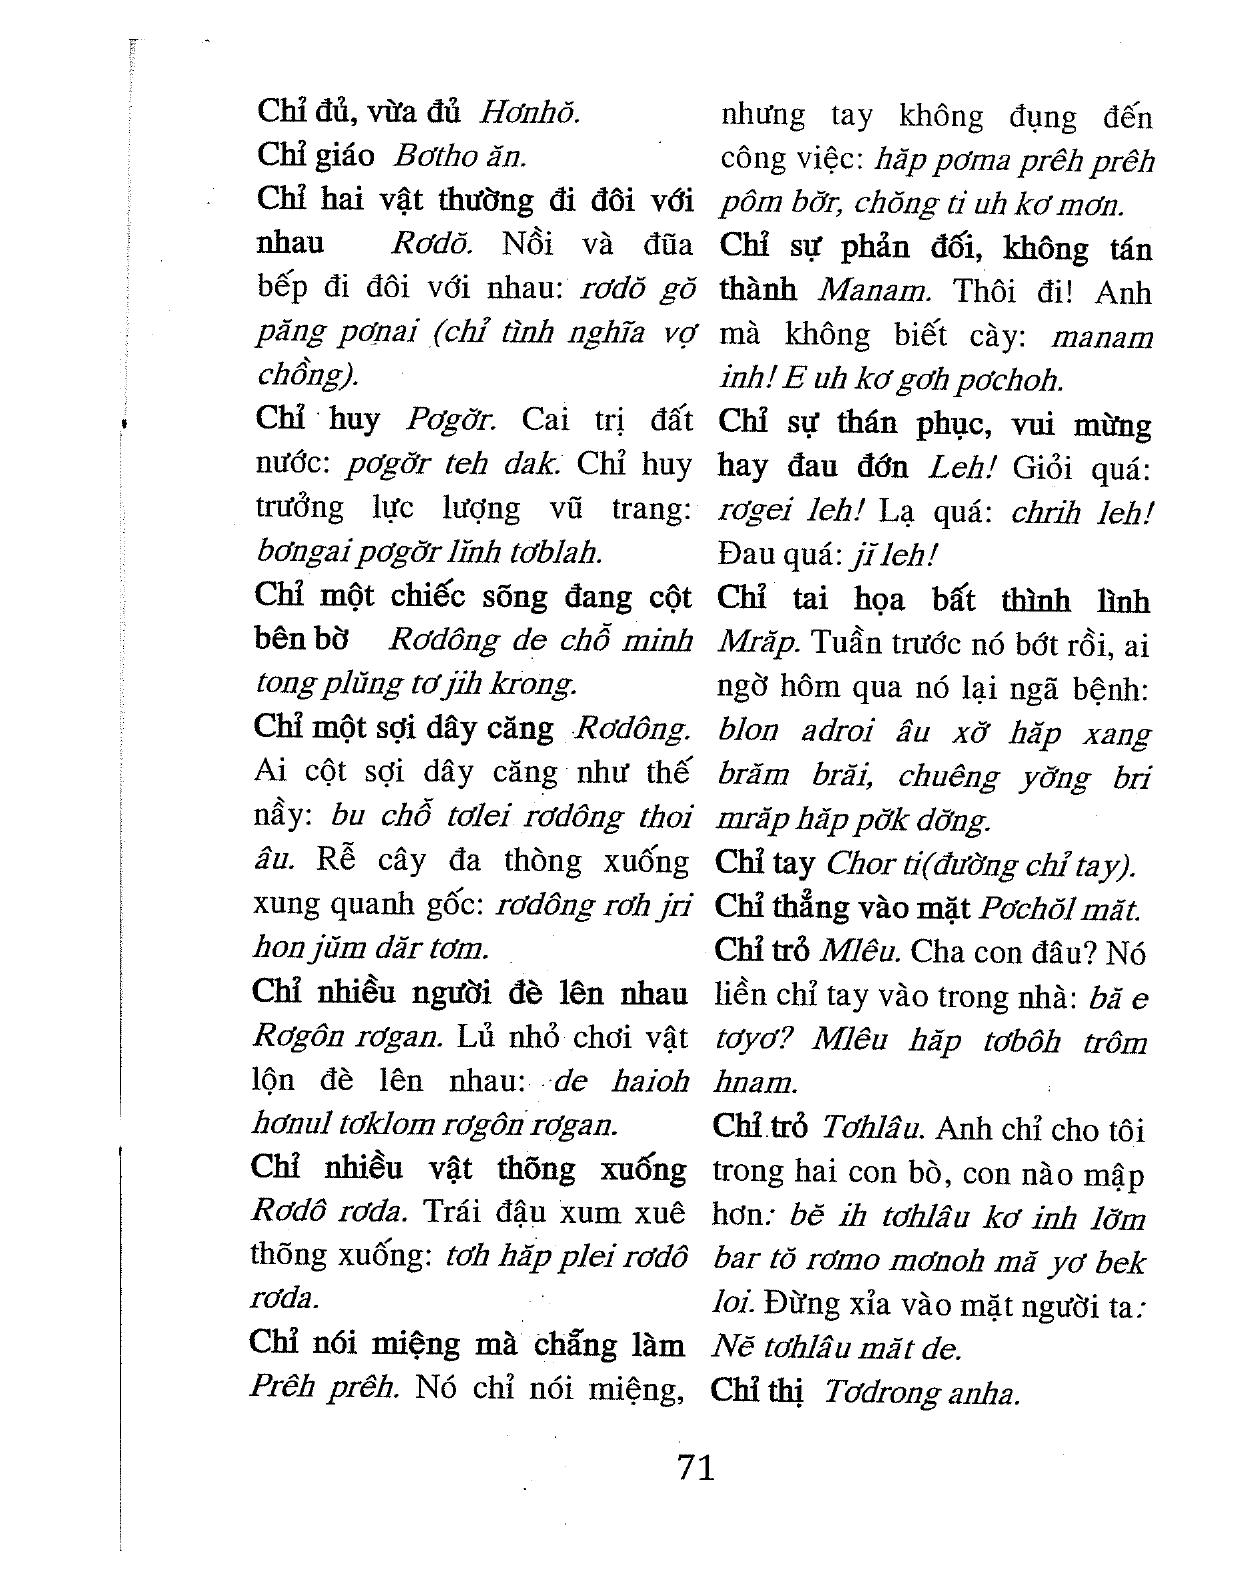 Chỉ đủ, vừa đủ Hơnhŏ.
Chỉ giáo Bơtho ăn.
Chỉ hai vật thường đi đôi với
nhau Rơdŏ. Nồi và đũa
bếp đi đôi với nhau: rơdŏ gŏ
păng pơnai (chỉ tình nghĩa vợ
chồng).
Chỉ huy Pơgơ̆r. Cai trị đất
nước: pơgơ̆r teh dak. Chỉ huy
trưởng lực lượng vũ trang:
bơngai pơgơ̆r lĭnh tơblah.
Chỉ một chiếc sõng đang cột
bên bờ Rơdông de chô̆ minh
tong plŭng tơ jih krong.
Chỉ một sợi dây căng Rơdông.
Ai cột sợi dây căng như thế
nầy: bu chô̆ tơlei rơdông thoi
âu. Rễ cây đa thòng xuống
xung quanh gốc: rơdông rơh jri
hon jŭm dăr tơm.
Chỉ nhiều người đè lên nhau
Rơgôn rơgan. Lủ nhỏ chơi vật
lộn đè lên nhau: de haioh
hơnul tơklom rơgôn rơgan.
Chỉ nhiều vật thõng xuống
Rơdô rơda. Trái đậu xum xuê
thõng xuống: tơh hăp plei rơdô
rơda.
Chỉ nói miệng mà chẵng làm
Prêh prêh. Nó chỉ nói miệng,
nhưng tay không đụng đến
công việc: hăp pơma prêh prêh
pôm bơ̆r, chŏng ti uh kơ mơn.
Chỉ sự phản đối, không tán
thành Manam. Thôi đi! Anh
mà không biết cày: manam
inh! E uh kơ gơh pơchoh.
Chỉ sự thán phục, vui mừng
hay đau đớn Leh! Giỏi quá:
rơgei leh! Lạ quá: chrih leh!
Đau quá: jĭ leh!
Chỉ tai họa bất thình lình
Mrăp. Tuần trước nó bớt rồi, ai
ngờ hôm qua nó lại ngã bệnh:
blon adroi âu xơ̆ hăp xang
brăm brăi, chuêng yơ̆ng bri
mrăp hăp pơ̆k dơ̆ng.
Chỉ tay Chor ti(đường chỉ tay).
Chỉ thẳng vào mặt Pơchŏl măt.
Chỉ trỏ Mlêu. Cha con đâu? Nó
liền chỉ tay vào trong nhà: bă e
tơyơ? Mlêu hăp tơbôh trôm
hnam.
Chỉ trỏ Tơhlâu. Anh chỉ cho tôi
trong hai con bò, con nào mập
hơn: bĕ ih tơhlâu kơ inh lơ̆m
bar tŏ rơmo mơnoh mă yơ bek
loi. Đừng xỉa vào mặt người ta:
Nĕ tơhlâu măt de.
Chỉ thị Tơdrong anha.
71